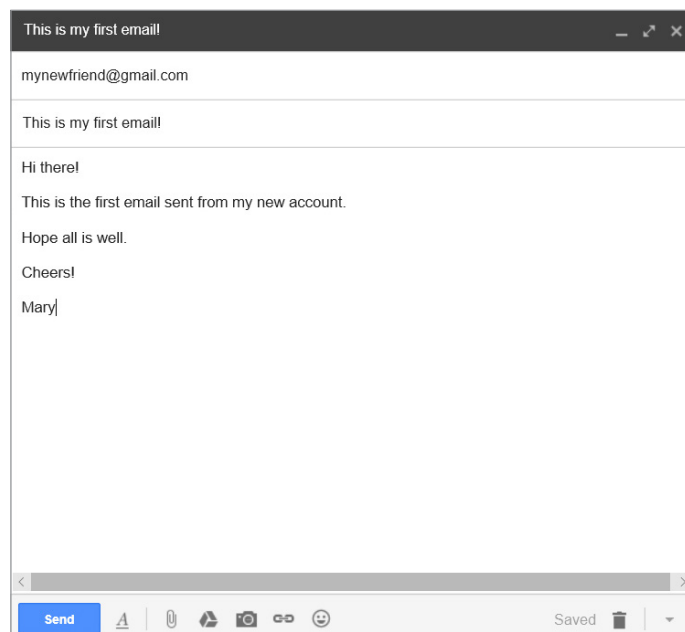 This is my first email!
mynewfriend@gmail.com
This is my first email!
Hi there!
This is the first email sent from my new account.
Hope all is well.
Cheers!
Mary
Send A Saved